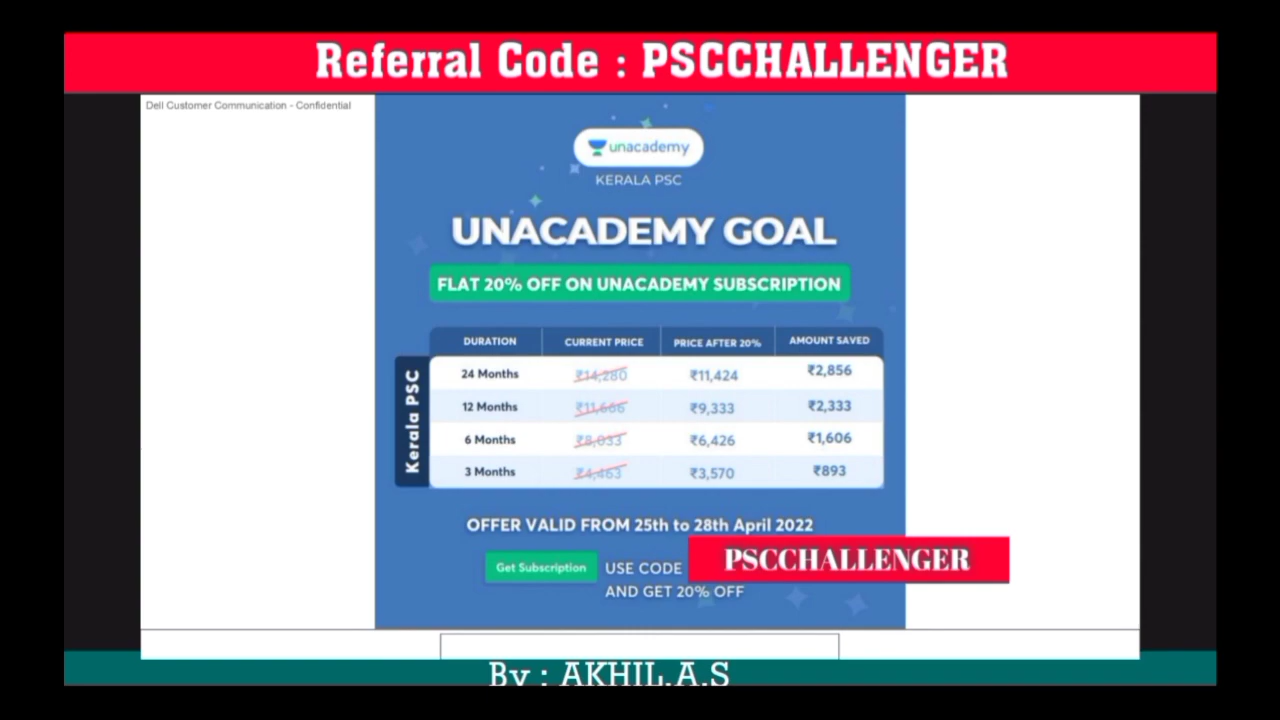 Referral Code : PSCCHALLENGER
Dell Customer Communication - Confidential
unacademy
KERALA PSC
UNACADEMY GOAL
FLAT 20% OFF ON UNACADEMY SUBSCRIPTION
DURATION CURRENT PRICE PRICE AFTER 20% AMOUNT SAVED
Kerala PSC
24 Months ₹14,280 ₹11,424 ₹2,856
12 Months ₹11,666 ₹9,333 ₹2,333
6 Months ₹8,033 ₹6,426 ₹1,606
3 Months ₹4,463 ₹3,570 ₹893
OFFER VALID FROM 25th to 28th April 2022
Get Subscription USE CODE PSCCHALLENGER
AND GET 20% OFF
By : AKHIL.A.S